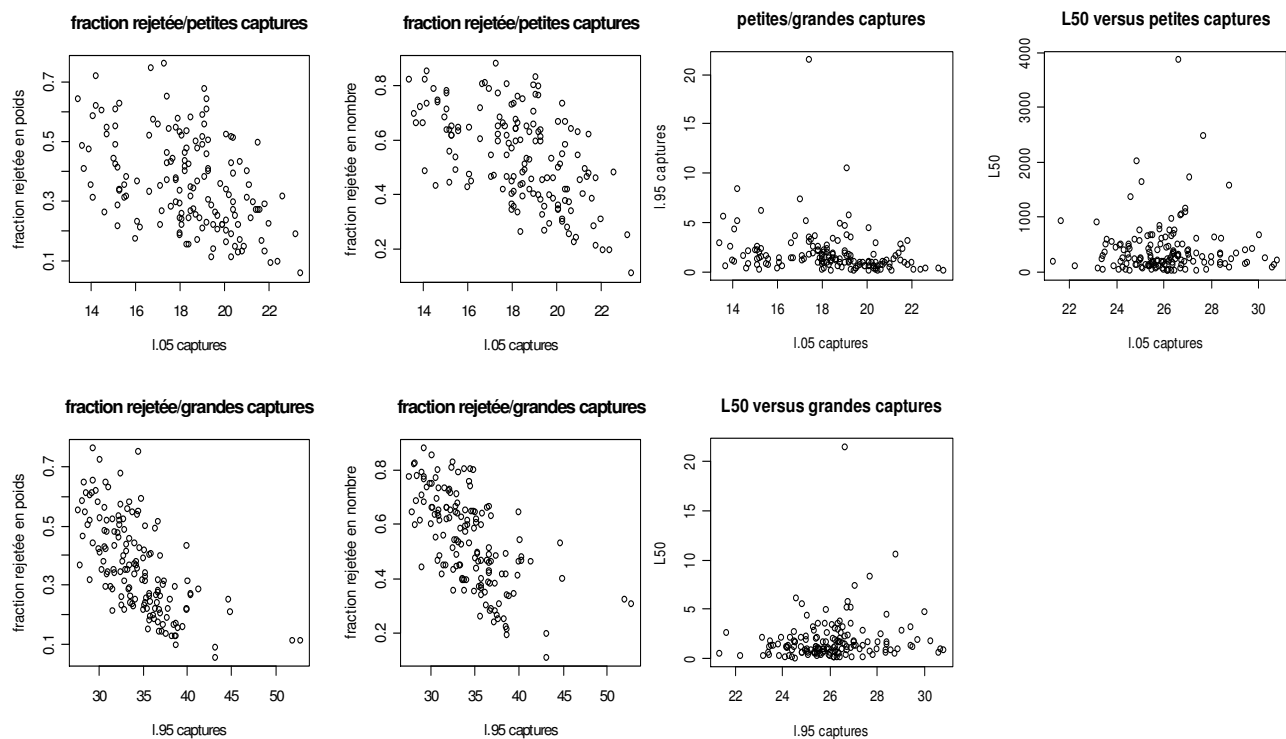 fraction rejetée/petites captures
fraction rejetée en poids
0.1 0.3 0.5 0.7
14 16 18 20 22
l.05 captures
fraction rejetée/petites captures
fraction rejetée en nombre
0.2 0.4 0.6 0.8
14 16 18 20 22
l.05 captures
petites/grandes captures
l.95 captures
0 5 10 15 20
14 16 18 20 22
l.05 captures
L50 versus petites captures
L50
0 1000 2000 3000 4000
22 24 26 28 30
l.05 captures
fraction rejetée/grandes captures
fraction rejetée en poids
0.1 0.3 0.5 0.7
30 35 40 45 50
l.95 captures
fraction rejetée/grandes captures
fraction rejetée en nombre
0.2 0.4 0.6 0.8
30 35 40 45 50
l.95 captures
L50 versus grandes captures
L50
0 5 10 15 20
22 24 26 28 30
l.95 captures